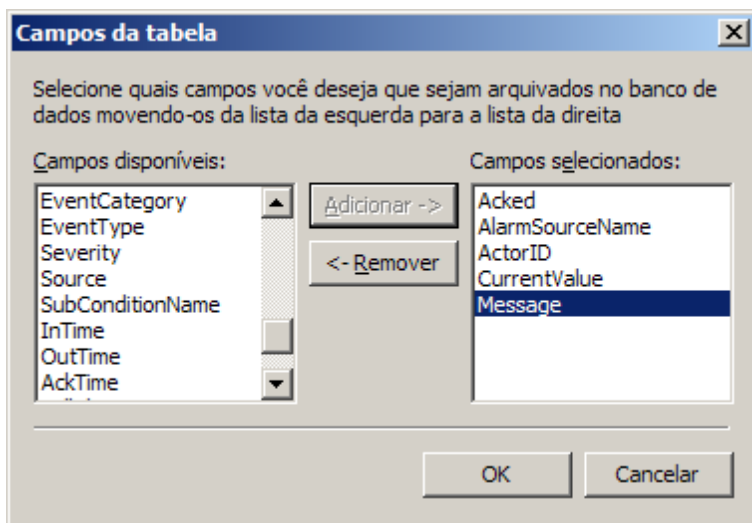 Campos da tabela
Selecione quais campos você deseja que sejam arquivados no banco de
dados movendo-os da lista da esquerda para a lista da direita
Campos disponíveis:
EventCategory
EventType
Severity
Source
SubConditionName
InTime
OutTime
AckTime
Adicionar ->
<- Remover
Campos selecionados:
Acked
AlarmSourceName
ActorID
CurrentValue
Message
OK
Cancelar